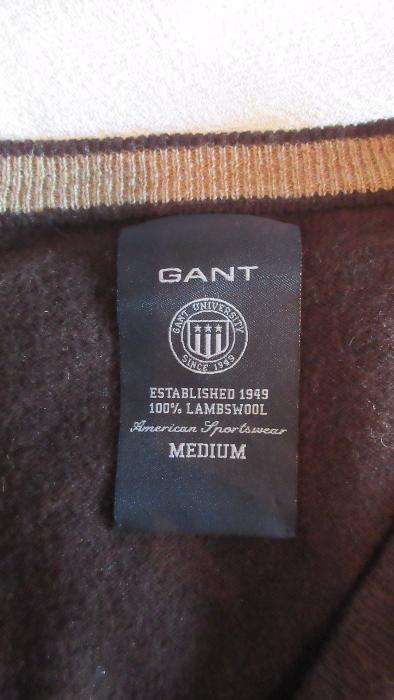 GANT
GANT UNIVERSITY
SINCE 1949
ESTABLISHED 1949
100% LAMBSWOOL
American Sportswear
MEDIUM